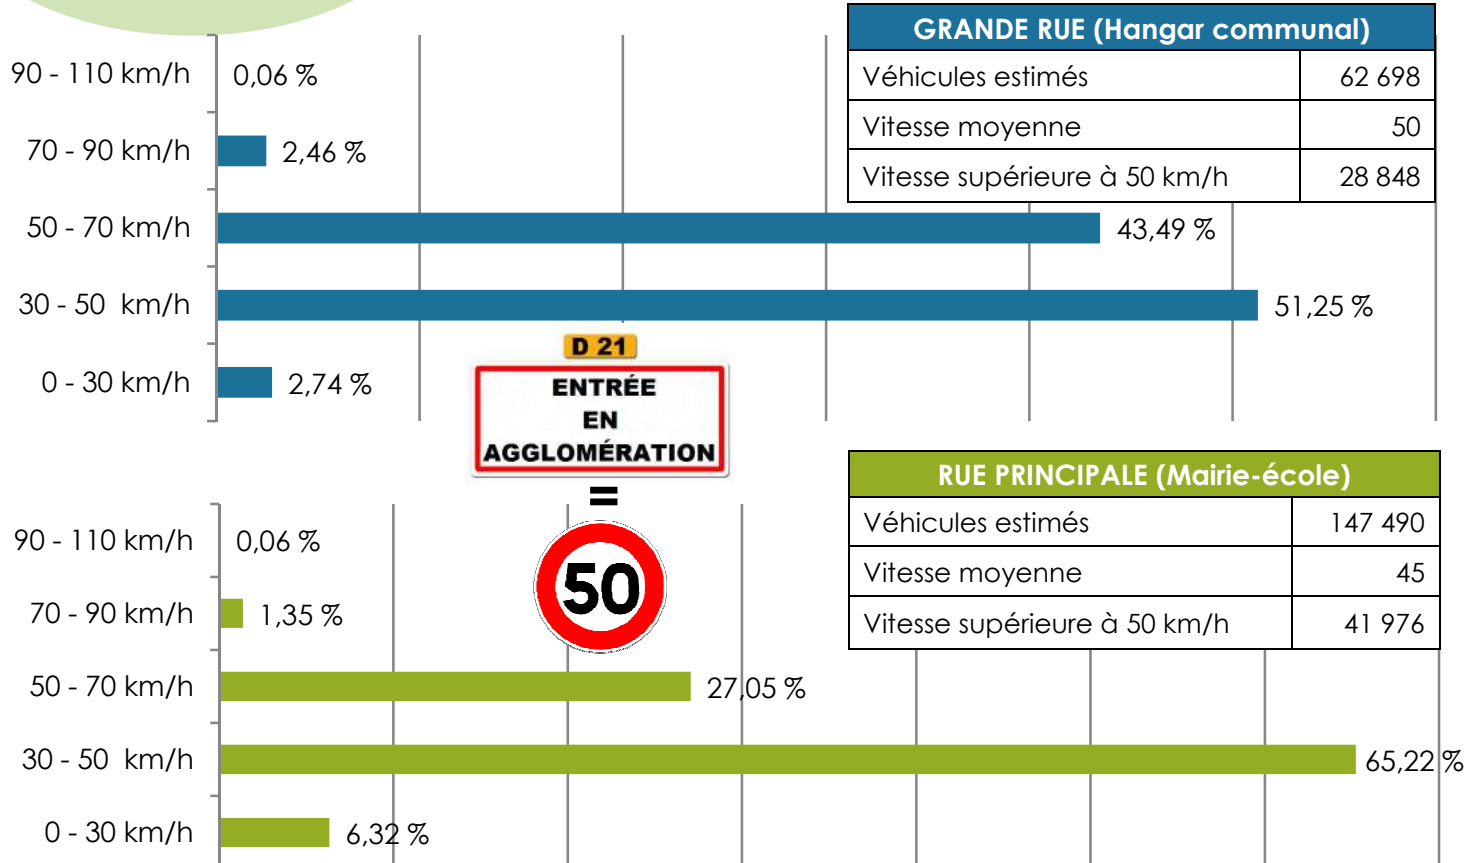 GRANDE RUE (Hangar communal)
Véhicules estimés 62 698
Vitesse moyenne 50
Vitesse supérieure à 50 km/h 28 848
90 - 110 km/h 0,06 %
70 - 90 km/h 2,46 %
50 - 70 km/h 43,49 %
30 - 50 km/h 51,25 %
0 - 30 km/h 2,74 %
D 21
ENTRÉE
EN
AGGLOMÉRATION
=
50
RUE PRINCIPALE (Mairie-école)
Véhicules estimés 147 490
Vitesse moyenne 45
Vitesse supérieure à 50 km/h 41 976
90 - 110 km/h 0,06 %
70 - 90 km/h 1,35 %
50 - 70 km/h 27,05 %
30 - 50 km/h 65,22 %
0 - 30 km/h 6,32 %